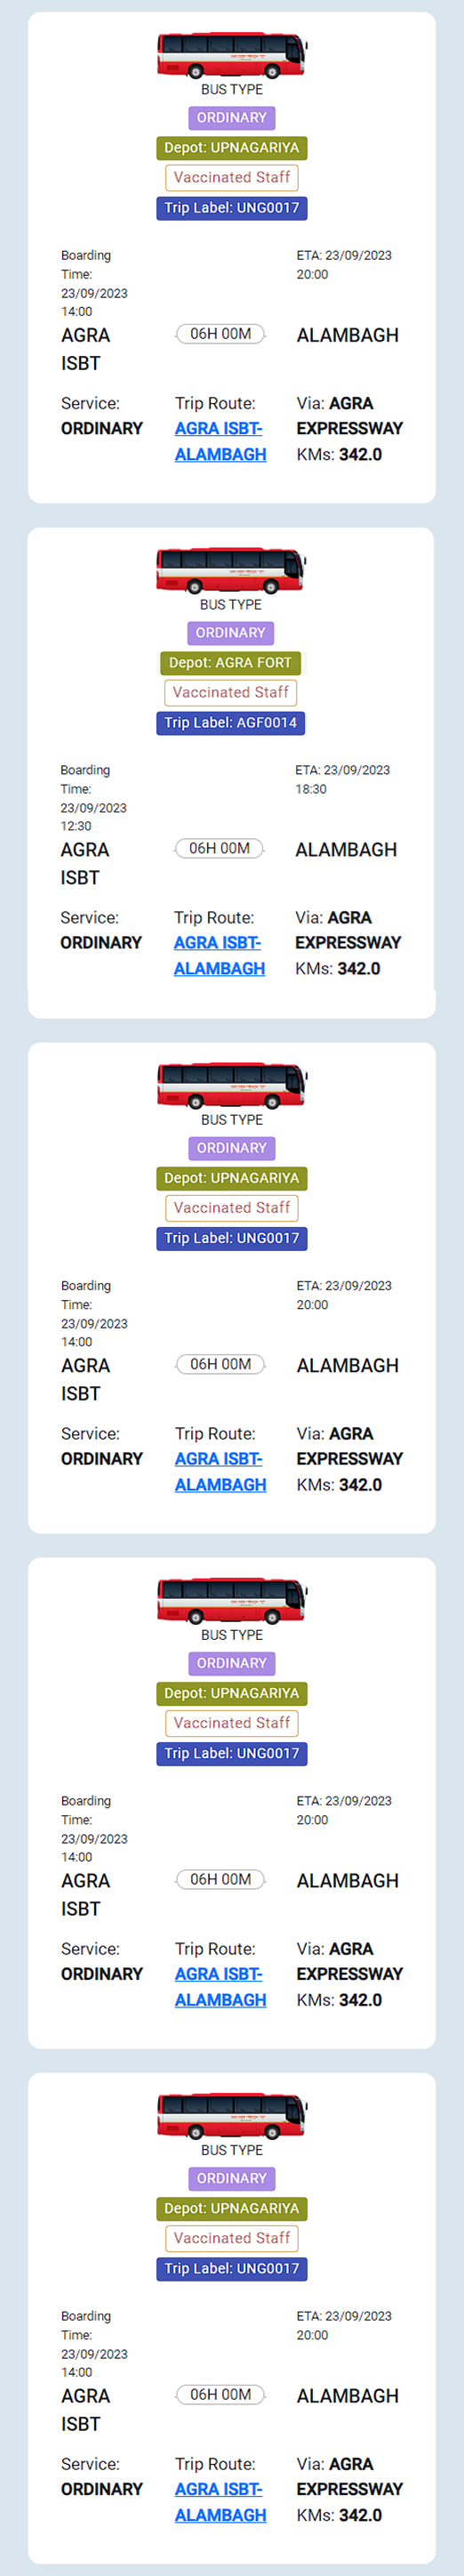 BUS TYPE
ORDINARY
Depot: UPNAGARIYA
Vaccinated Staff
Trip Label: UNG0017
Boarding
Time:
23/09/2023
14:00
AGRA
ISBT
06H 00M
ETA: 23/09/2023
20:00
ALAMBAGH
Service:
ORDINARY
Trip Route:
AGRA ISBT-
ALAMBAGH
Via: AGRA
EXPRESSWAY
KMs: 342.0
BUS TYPE
ORDINARY
Depot: AGRA FORT
Vaccinated Staff
Trip Label: AGF0014
Boarding
Time:
23/09/2023
12:30
AGRA
ISBT
06H 00M
ETA: 23/09/2023
18:30
ALAMBAGH
Service:
ORDINARY
Trip Route:
AGRA ISBT-
ALAMBAGH
Via: AGRA
EXPRESSWAY
KMs: 342.0
BUS TYPE
ORDINARY
Depot: UPNAGARIYA
Vaccinated Staff
Trip Label: UNG0017
Boarding
Time:
23/09/2023
14:00
AGRA
ISBT
06H 00M
ETA: 23/09/2023
20:00
ALAMBAGH
Service:
ORDINARY
Trip Route:
AGRA ISBT-
ALAMBAGH
Via: AGRA
EXPRESSWAY
KMs: 342.0
BUS TYPE
ORDINARY
Depot: UPNAGARIYA
Vaccinated Staff
Trip Label: UNG0017
Boarding
Time:
23/09/2023
14:00
AGRA
ISBT
06H 00M
ETA: 23/09/2023
20:00
ALAMBAGH
Service:
ORDINARY
Trip Route:
AGRA ISBT-
ALAMBAGH
Via: AGRA
EXPRESSWAY
KMs: 342.0
BUS TYPE
ORDINARY
Depot: UPNAGARIYA
Vaccinated Staff
Trip Label: UNG0017
Boarding
Time:
23/09/2023
14:00
AGRA
ISBT
06H 00M
ETA: 23/09/2023
20:00
ALAMBAGH
Service:
ORDINARY
Trip Route:
AGRA ISBT-
ALAMBAGH
Via: AGRA
EXPRESSWAY
KMs: 342.0